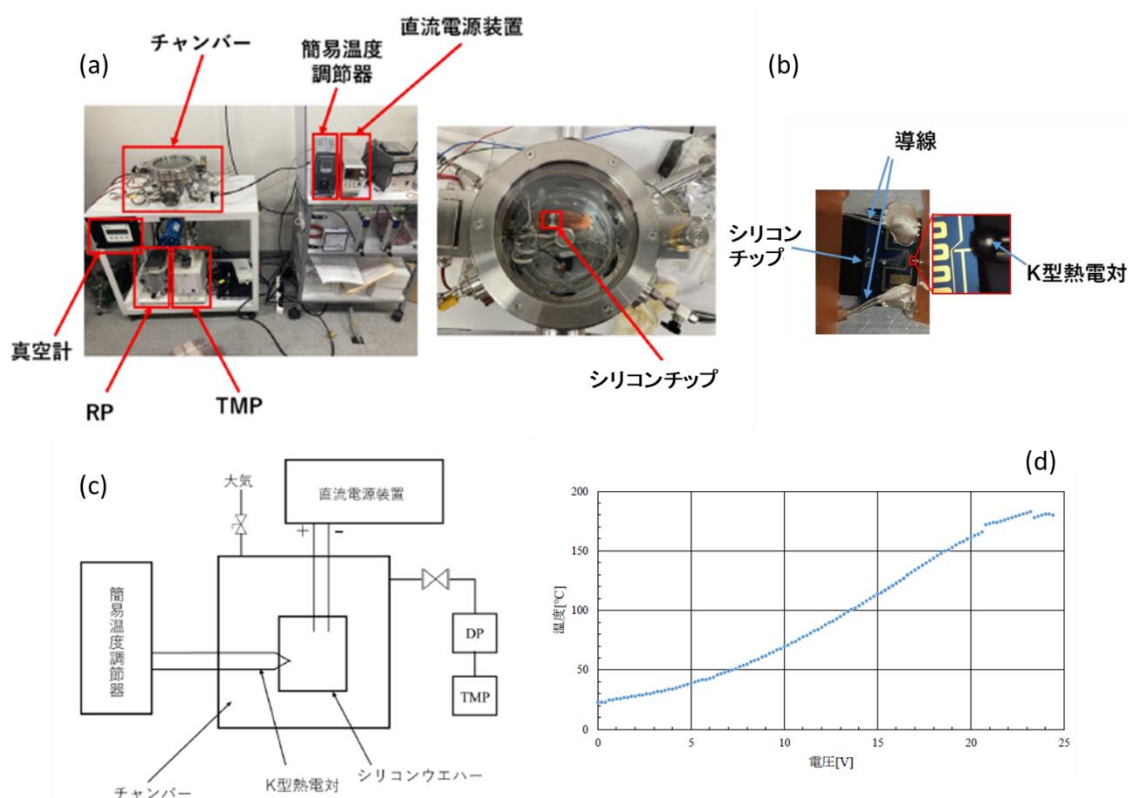 (a)
チャンバー
簡易温度
調節器
直流電源装置
真空計
RP
TMP
シリコンチップ
(b)
導線
シリコン
チップ
K型熱電対
(c)
大気
直流電源装置
+
-
簡易温度調節器
DP
TMP
チャンバー
K型熱電対
シリコンウエハー
(d)
200
150
100
50
0
温度[℃]
0
5
10
15
20
25
電圧[V]